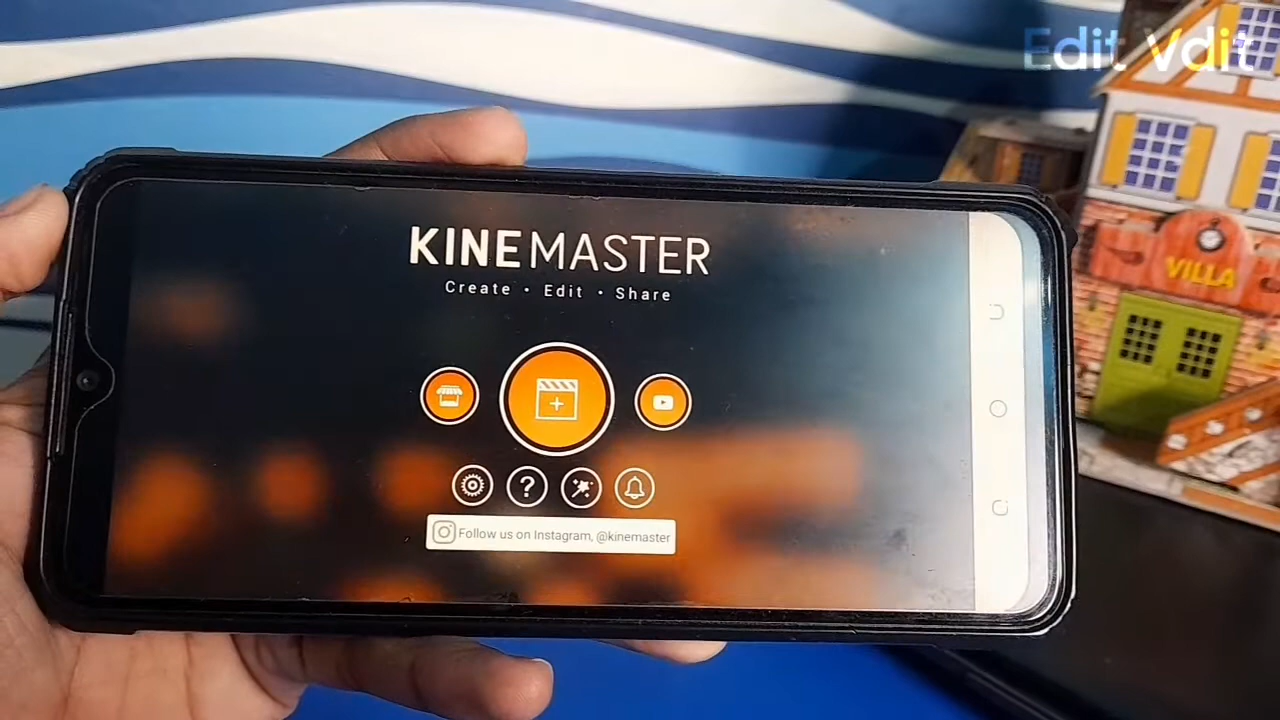 Edit Vdit
KINEMASTER
Create • Edit • Share
Follow us on Instagram, @kinemaster
VILLA